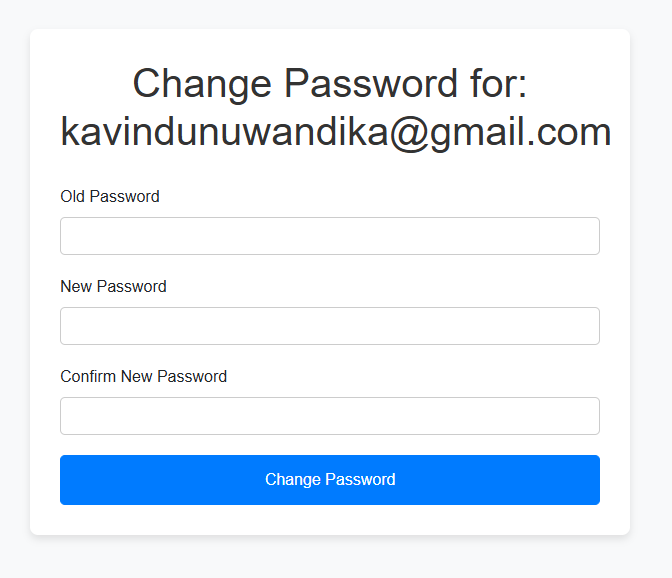 Change Password for:
kavindunuwandika@gmail.com
Old Password
New Password
Confirm New Password
Change Password